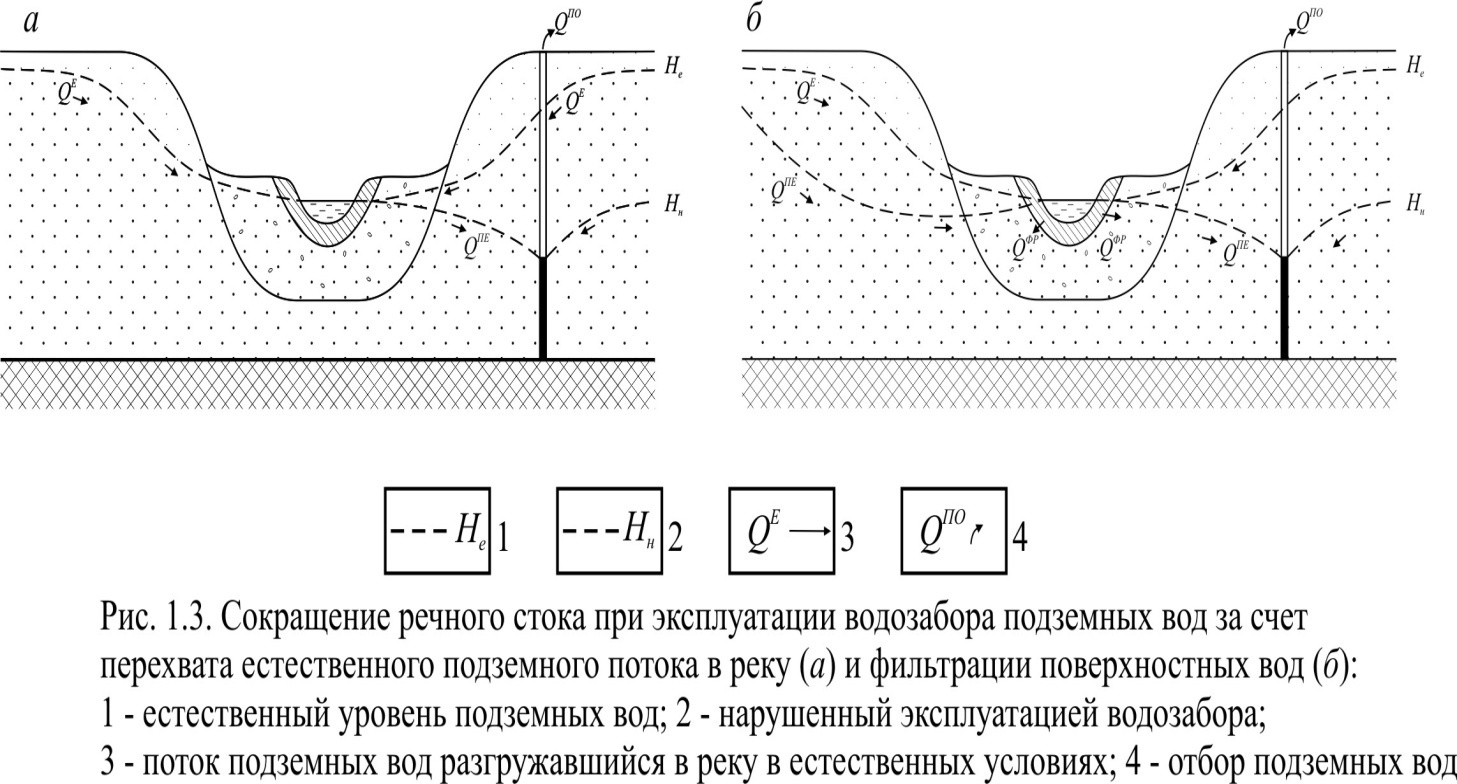 а
Q^ПО
H_е
Q^Е
Q^Е
H_н
Q^ПЕ
б
Q^ПО
H_е
Q^Е
Q^ПЕ
H_н
Q^ФР
Q^ФР
Q^ПЕ
H_е 1
H_н 2
Q^Е 3
Q^ПО 4
Рис. 1.3. Сокращение речного стока при эксплуатации водозабора подземных вод за счет
перехвата естественного подземного потока в реку (а) и фильтрации поверхностных вод (б):
1 - естественный уровень подземных вод; 2 - нарушенный эксплуатацией водозабора;
3 - поток подземных вод разгружавшийся в реку в естественных условиях; 4 - отбор подземных вод